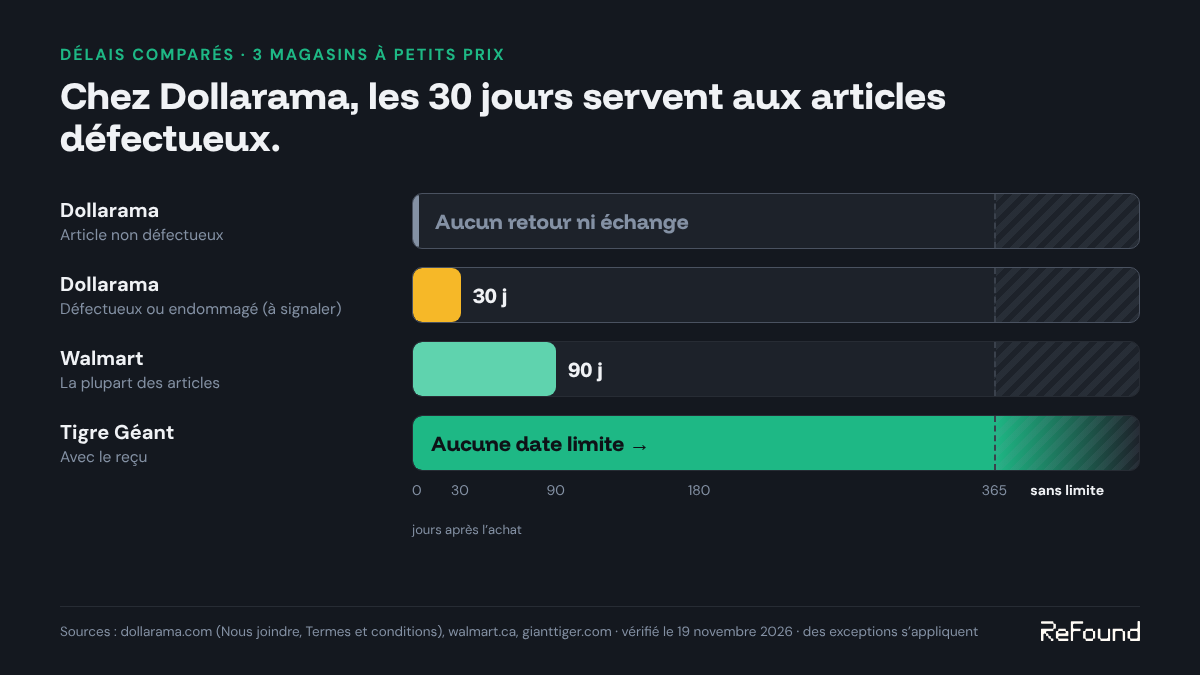 DÉLAIS COMPARÉS · 3 MAGASINS À PETITS PRIX
Chez Dollarama, les 30 jours servent aux articles
défectueux.
Dollarama
Article non défectueux
Aucun retour ni échange
Dollarama
Défectueux ou endommagé (à signaler)
30 j
Walmart
La plupart des articles
90 j
Tigre Géant
Avec le reçu
Aucune date limite →
0 30 90 180 365 sans limite
jours après l’achat
Sources : dollarama.com (Nous joindre, Termes et conditions), walmart.ca, gianttiger.com · vérifié le 19 novembre 2026 · des exceptions s’appliquent
ReFound